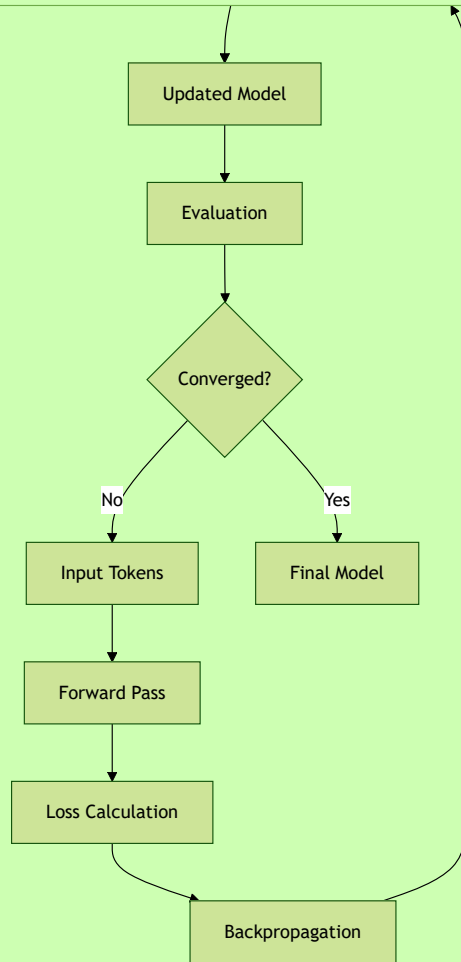 Updated Model
Evaluation
Converged?
No
Yes
Input Tokens
Final Model
Forward Pass
Loss Calculation
Backpropagation